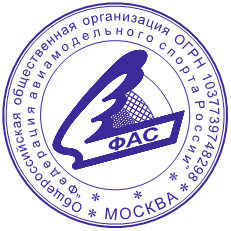 Общероссийская общественная организация ОГРН 1037739748298
* МОСКВА *
"Федерация авиамодельного спорта России"
* *
ФАС